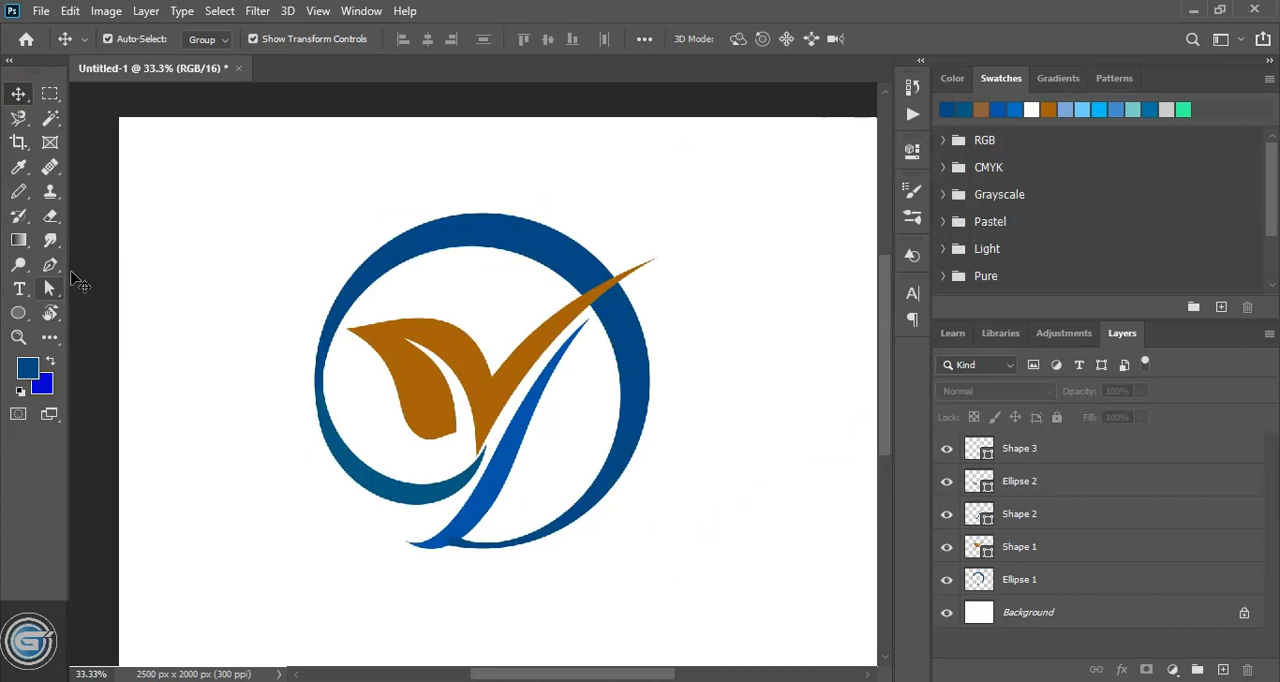 Ps File Edit Image Layer Type Select Filter 3D View Window Help
Auto-Select: Group Show Transform Controls 3D Mode:
Untitled-1 @ 33.3% (RGB/16) *
Color Swatches Gradients Patterns
RGB
CMYK
Grayscale
Pastel
Light
Pure
Learn Libraries Adjustments Layers
Kind
Normal Opacity: 100%
Lock: Fill: 100%
Shape 3
Ellipse 2
Shape 2
Shape 1
Ellipse 1
Background
33.33% 2500 px x 2000 px (300 ppi)